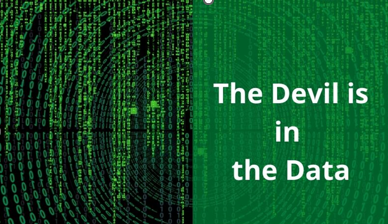 The Devil is
in
the Data